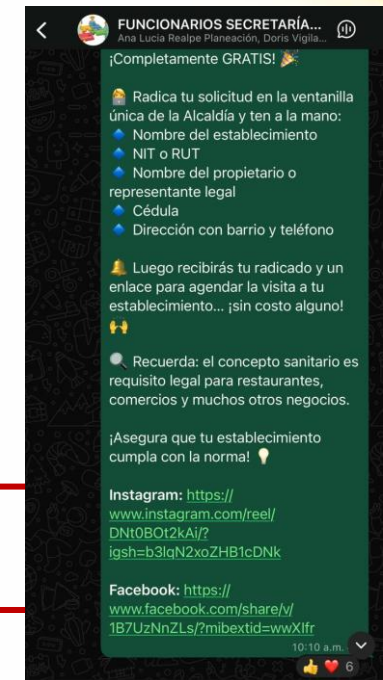 FUNCIONARIOS SECRETARÍA...
Ana Lucia Realpe Planeación, Doris Vigila...
¡Completamente GRATIS! 🎉
👩‍💼 Radica tu solicitud en la ventanilla
única de la Alcaldía y ten a la mano:
🔹 Nombre del establecimiento
🔹 NIT o RUT
🔹 Nombre del propietario o
representante legal
🔹 Cédula
🔹 Dirección con barrio y teléfono
🔔 Luego recibirás tu radicado y un
enlace para agendar la visita a tu
establecimiento... ¡sin costo alguno!
🙌
🔍 Recuerda: el concepto sanitario es
requisito legal para restaurantes,
comercios y muchos otros negocios.
¡Asegura que tu establecimiento
cumpla con la norma! 💡
Instagram: https://
www.instagram.com/reel/
DNt0BOt2kAi/?
igsh=b3lqN2xoZHB1cDNk
Facebook: https://
www.facebook.com/share/v/
1B7UzNnZLs/?mibextid=wwXIfr
10:10 a.m.
👍❤️ 6